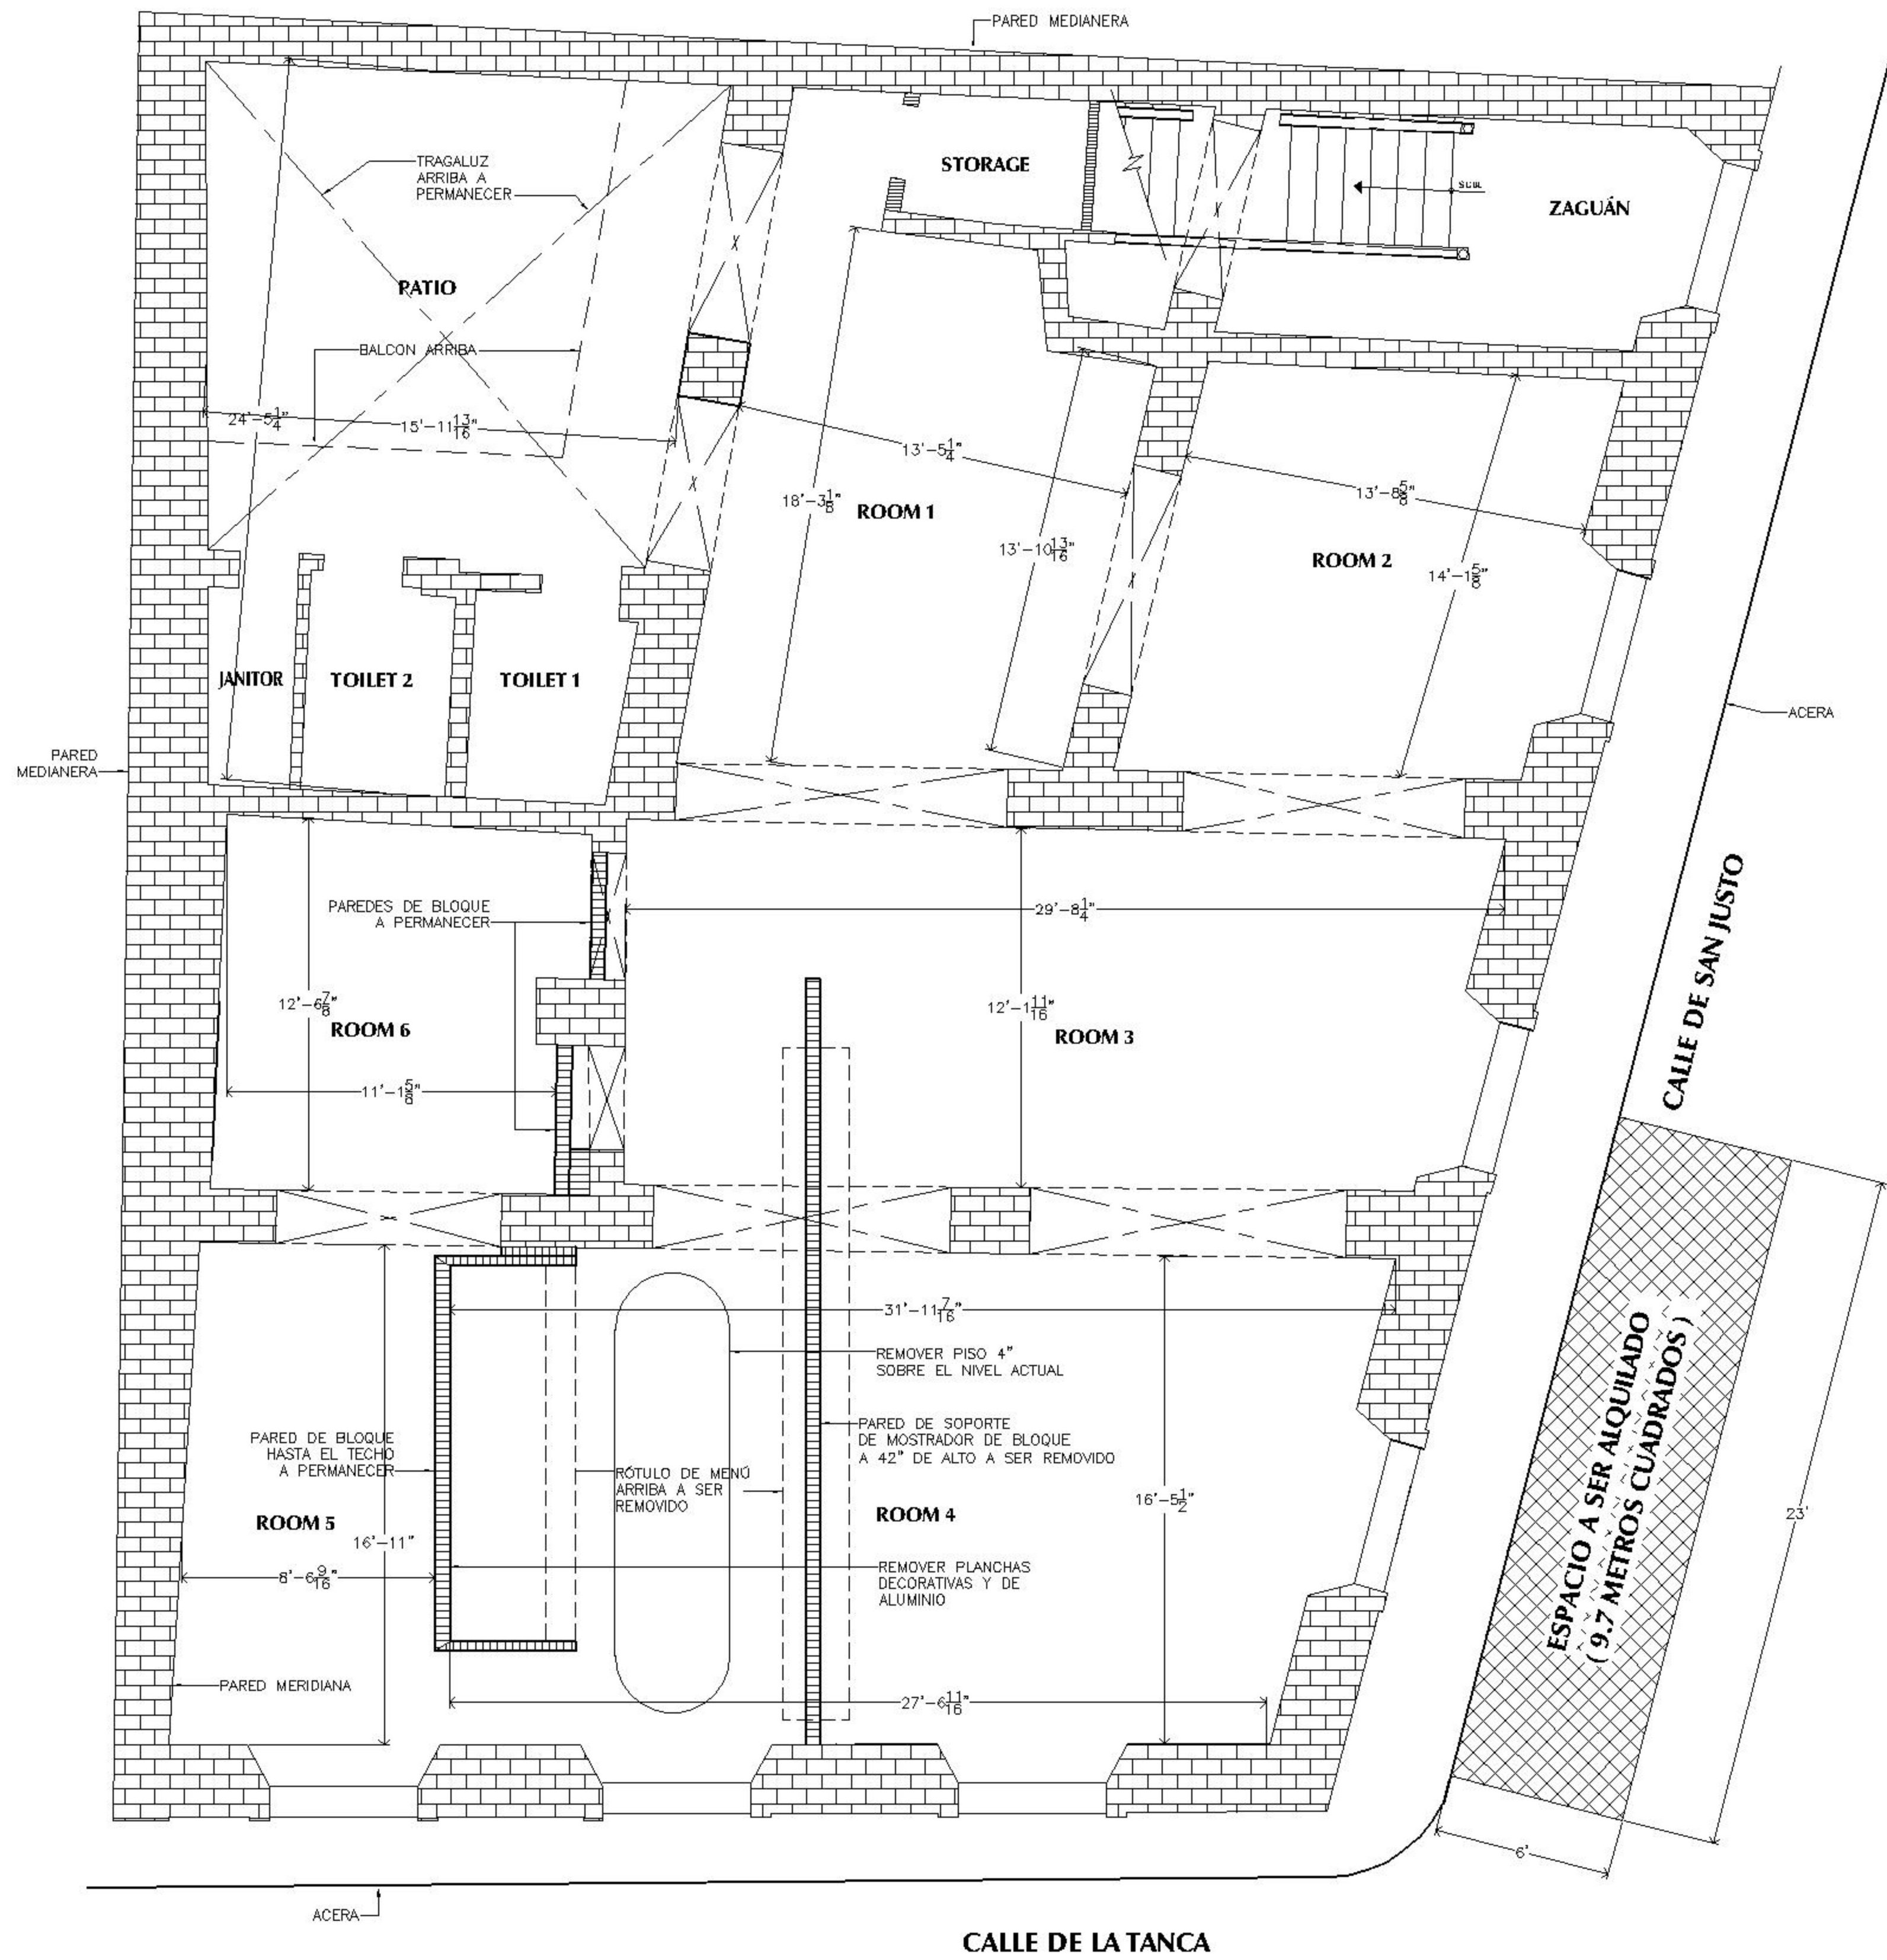 PARED MEDIANERA
STORAGE
SUBE
ZAGUÁN
TRAGALUZ
ARRIBA A
PERMANECER
PATIO
BALCON ARRIBA
24'-5 1/4"
15'-11 13/16"
13'-5 1/4"
18'-3 1/8"
ROOM 1
13'-10 13/16"
13'-8 5/8"
ROOM 2
14'-1 5/8"
JANITOR
TOILET 2
TOILET 1
ACERA
PARED
MEDIANERA
PAREDES DE BLOQUE
A PERMANECER
29'-8 1/4"
12'-6 7/8"
ROOM 6
12'-1 11/16"
ROOM 3
11'-1 5/8"
CALLE DE SAN JUSTO
31'-11 7/16"
REMOVER PISO 4"
SOBRE EL NIVEL ACTUAL
PARED DE SOPORTE
DE MOSTRADOR DE BLOQUE
A 42" DE ALTO A SER REMOVIDO
PARED DE BLOQUE
HASTA EL TECHO
A PERMANECER
RÓTULO DE MENÚ
ARRIBA A SER
REMOVIDO
16'-5 1/2"
ROOM 4
ROOM 5
16'-11"
8'-6 9/16"
REMOVER PLANCHAS
DECORATIVAS Y DE
ALUMINIO
ESPACIO A SER ALQUILADO
( 9.7 METROS CUADRADOS )
23'
PARED MERIDIANA
27'-6 11/16"
6'
ACERA
CALLE DE LA TANCA